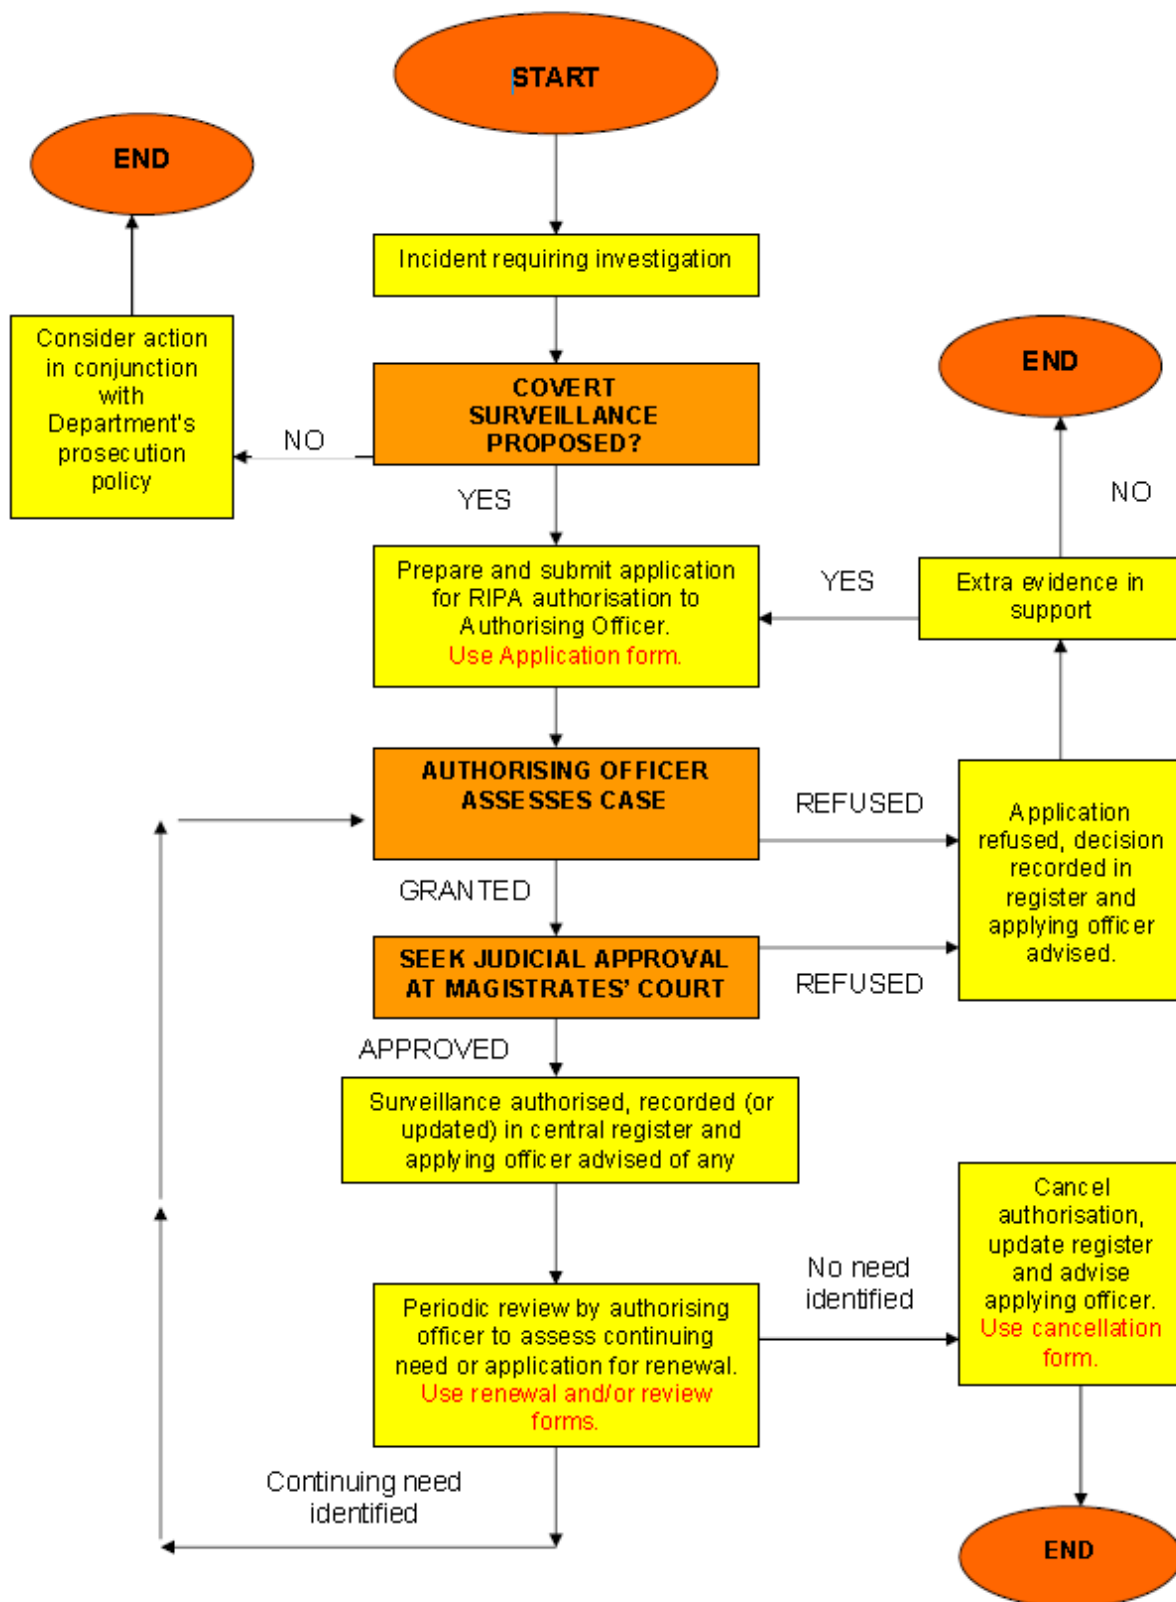 START
END
Incident requiring investigation
Consider action
in conjunction
with
Department's
prosecution
policy
END
COVERT
SURVEILLANCE
PROPOSED?
NO
YES
NO
Prepare and submit application
for RIPA authorisation to
Authorising Officer.
Use Application form.
YES
Extra evidence in
support
AUTHORISING OFFICER
ASSESSES CASE
REFUSED
Application
refused, decision
recorded in
register and
applying officer
advised.
GRANTED
SEEK JUDICIAL APPROVAL
AT MAGISTRATES’ COURT
REFUSED
APPROVED
Surveillance authorised, recorded (or
updated) in central register and
applying officer advised of any
Cancel
authorisation,
update register
and advise
applying officer.
Use cancellation
form.
No need
identified
Periodic review by authorising
officer to assess continuing
need or application for renewal.
Use renewal and/or review
forms.
Continuing need
identified
END